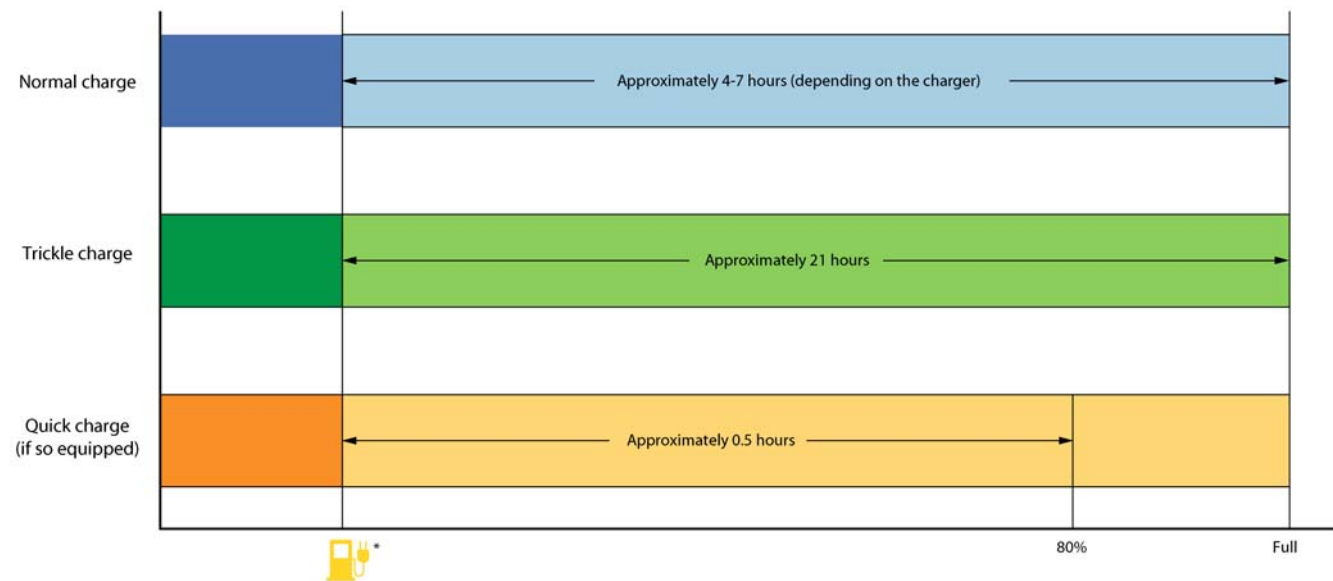 Normal charge
Approximately 4-7 hours (depending on the charger)
Trickle charge
Approximately 21 hours
Quick charge
(if so equipped)
Approximately 0.5 hours
*
80%
Full